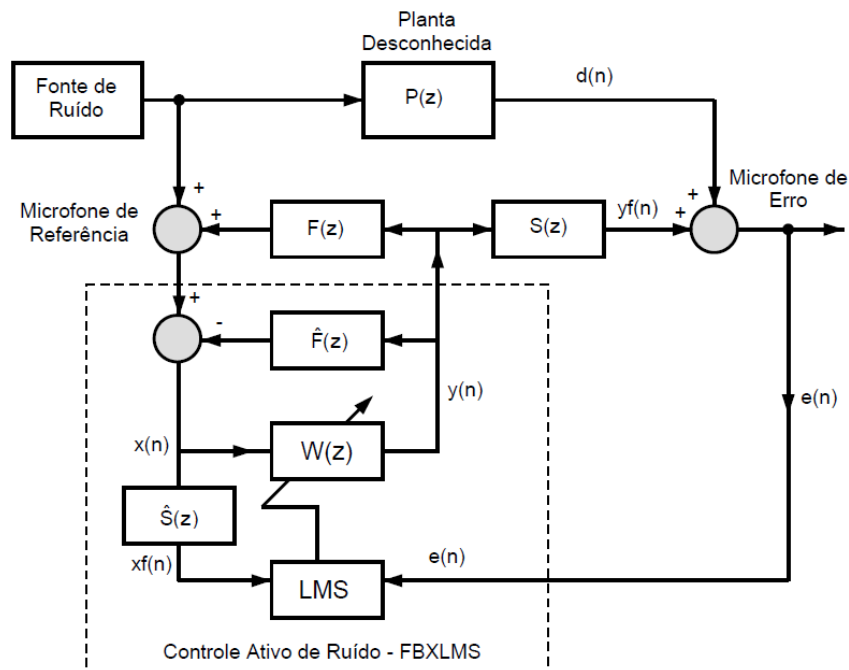 Planta
Desconhecida
Fonte de
Ruído
P(z)
d(n)
+
+
Microfone de
Referência
F(z)
S(z)
yf(n)
+
+
Microfone de
Erro
+
-
F̂(z)
y(n)
e(n)
x(n)
W(z)
Ŝ(z)
xf(n)
LMS
e(n)
Controle Ativo de Ruído - FBXLMS